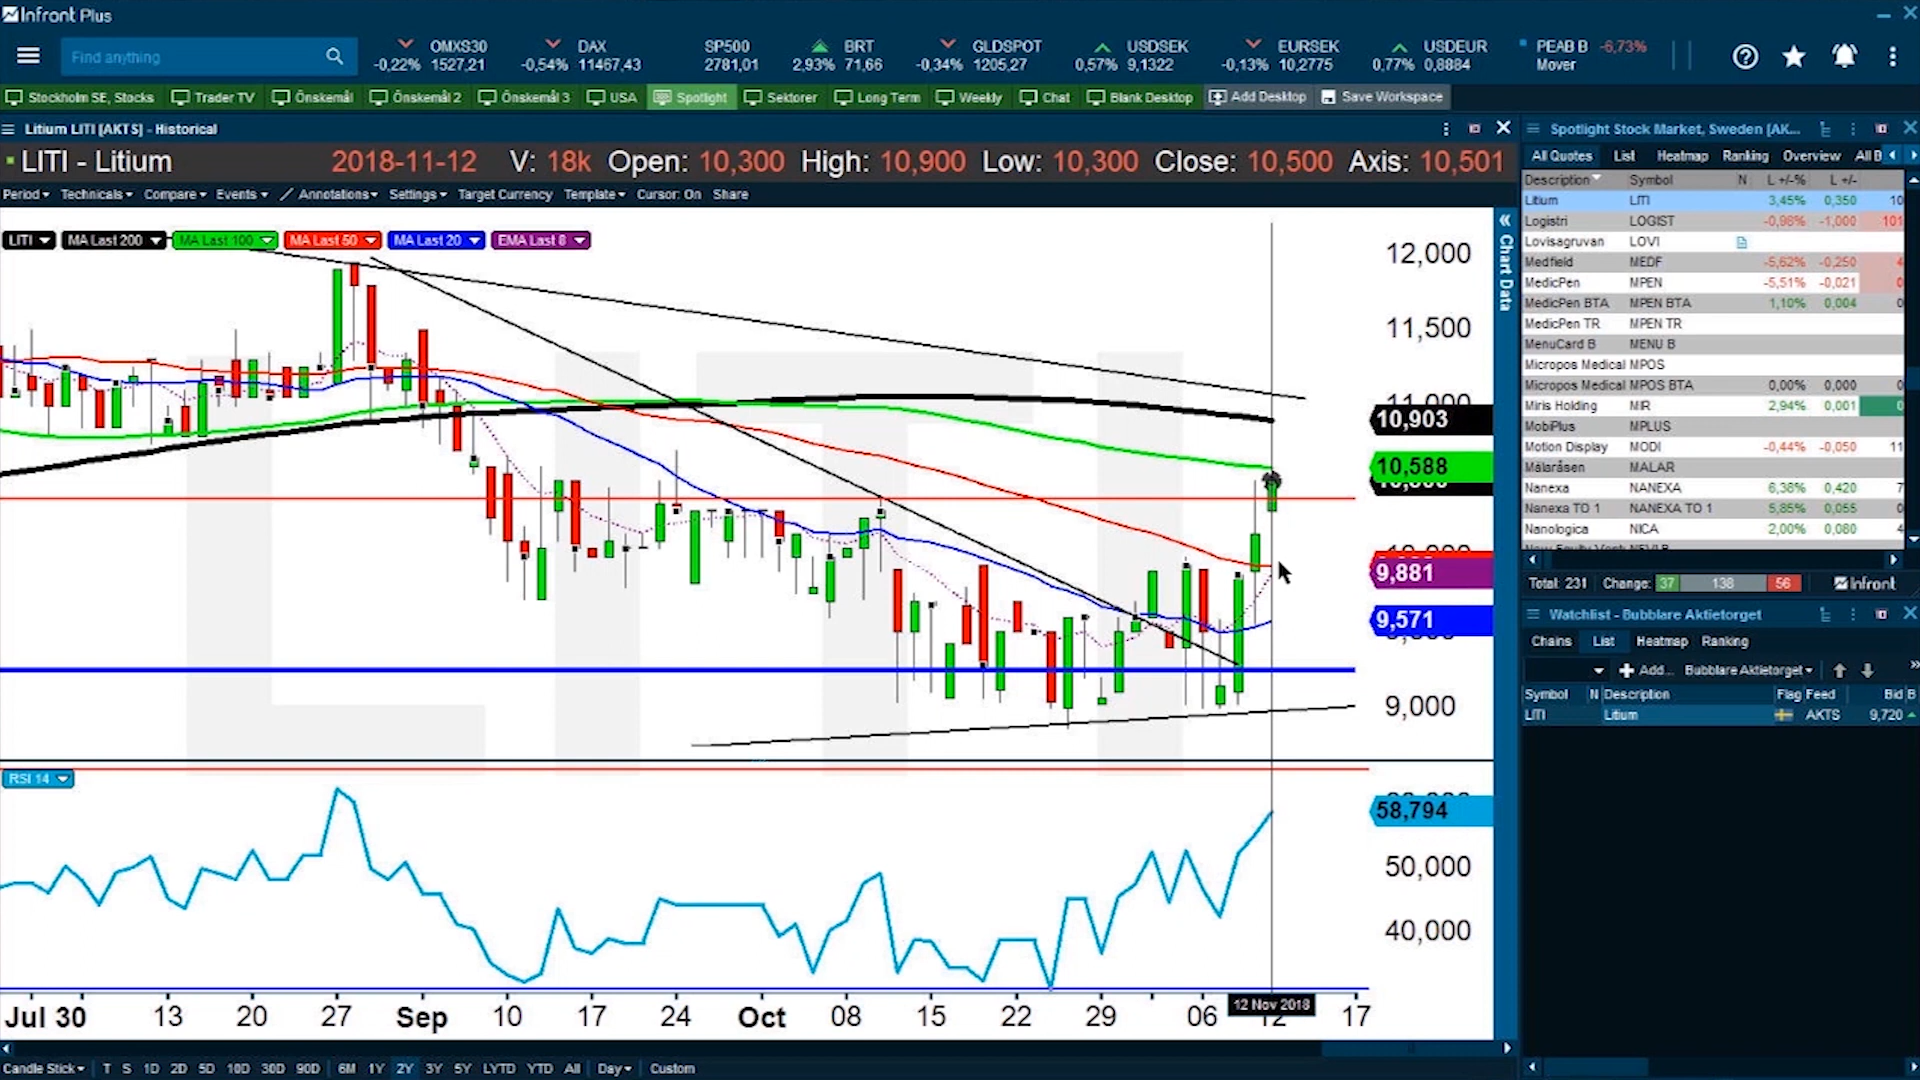 Infront Plus
Find anything
OMXS30 -0,22% 1527,21
DAX -0,54% 11467,43
SP500 2781,01
BRT 2,93% 71,66
GLDSPOT -0,34% 1205,27
USDSEK 0,57% 9,1322
EURSEK -0,13% 10,2775
USDEUR 0,77% 0,8884
PEAB B -6,73%
Mover
Stockholm SE, Stocks Trader TV Önskemål Önskemål 2 Önskemål 3 USA Spotlight Sektorer Long Term Weekly Chat Blank Desktop Add Desktop Save Workspace
Litium LITI [AKTS] - Historical
LITI - Litium 2018-11-12 V: 18k Open: 10,300 High: 10,900 Low: 10,300 Close: 10,500 Axis: 10,501
Period Technicals Compare Events Annotations Settings Target Currency Template Cursor: On Share
LITI MA Last 200 MA Last 100 MA Last 50 MA Last 20 EMA Last 8
Chart Data
LITI
12,000
11,500
10,903
10,588
9,881
9,571
9,000
RSI 14
58,794
50,000
40,000
12 Nov 2018
Jul 30 13 20 27 Sep 10 17 24 Oct 08 15 22 29 06 12 17
Candle Stick T S 1D 2D 5D 10D 30D 90D 6M 1Y 2Y 3Y 5Y LYTD YTD All Day Custom
Spotlight Stock Market, Sweden [AK...
All Quotes List Heatmap Ranking Overview All B
Description Symbol N L +/-% L +/-
Litium LITI 3,45% 0,350 10
Logistri LOGIST -0,98% -1,000 101
Lovisagruvan LOVI
Medfield MEDF -5,62% -0,250 4
MedicPen MPEN -5,51% -0,021 0
MedicPen BTA MPEN BTA 1,10% 0,004 0
MedicPen TR MPEN TR
MenuCard B MENU B
Micropos Medical MPOS
Micropos Medical MPOS BTA 0,00% 0,000 0
Miris Holding MIR 2,94% 0,001 0
MobiPlus MPLUS
Motion Display MODI -0,44% -0,050 11
Mälaråsen MALAR
Nanexa NANEXA 6,38% 0,420 7
Nanexa TO 1 NANEXA TO 1 5,85% 0,055 0
Nanologica NICA 2,00% 0,080 4
Total: 231 Change: 37 138 56 Infront
Watchlist - Bubblare Aktietorget
Chains List Heatmap Ranking
Add... Bubblare Aktietorget
Symbol N Description Flag Feed Bid B
LITI Litium AKTS 9,720